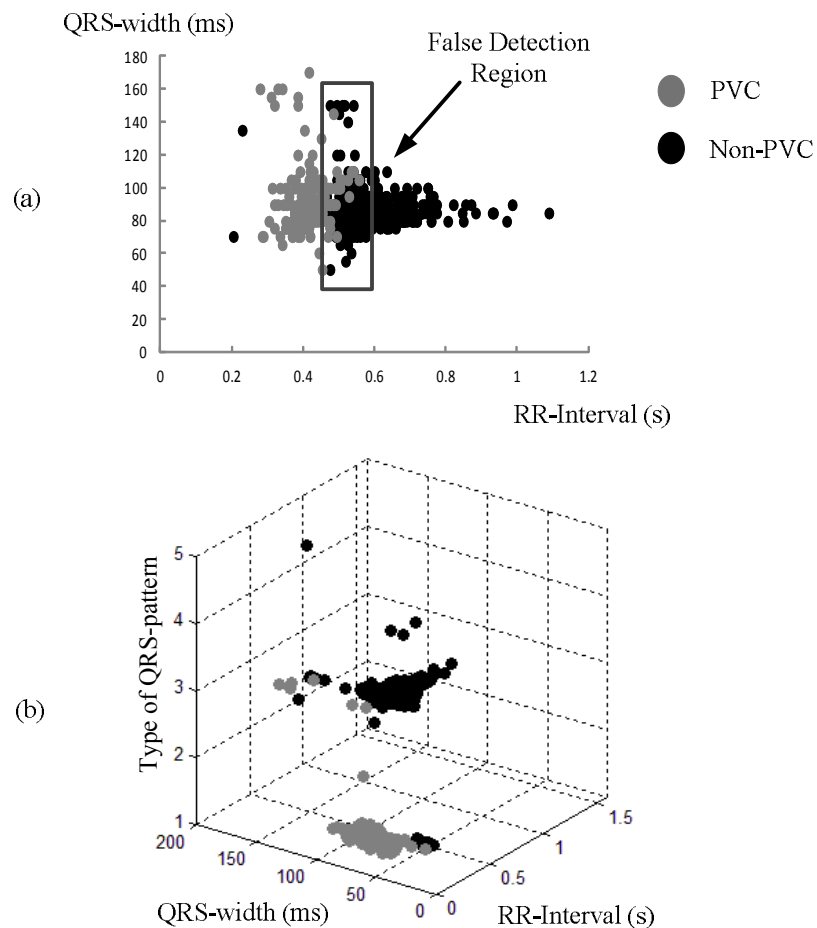 QRS-width (ms)
180
160
140
120
100
80
60
40
20
0
0
0.2
0.4
0.6
0.8
1
1.2
RR-Interval (s)
False Detection
Region
PVC
Non-PVC
(a)
Type of QRS-pattern
5
4
3
2
1
200
150
100
50
0
QRS-width (ms)
0
0.5
1
1.5
RR-Interval (s)
(b)